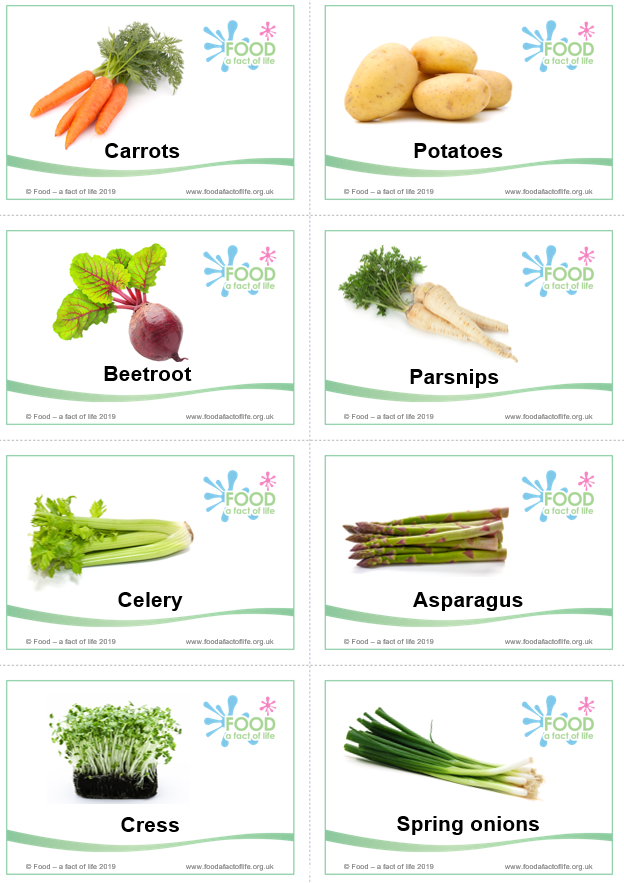 FOOD
a fact of life
Carrots
© Food – a fact of life 2019 www.foodafactoflife.org.uk
FOOD
a fact of life
Potatoes
© Food – a fact of life 2019 www.foodafactoflife.org.uk
FOOD
a fact of life
Beetroot
© Food – a fact of life 2019 www.foodafactoflife.org.uk
FOOD
a fact of life
Parsnips
© Food – a fact of life 2019 www.foodafactoflife.org.uk
FOOD
a fact of life
Celery
© Food – a fact of life 2019 www.foodafactoflife.org.uk
FOOD
a fact of life
Asparagus
© Food – a fact of life 2019 www.foodafactoflife.org.uk
FOOD
a fact of life
Cress
© Food – a fact of life 2019 www.foodafactoflife.org.uk
FOOD
a fact of life
Spring onions
© Food – a fact of life 2019 www.foodafactoflife.org.uk